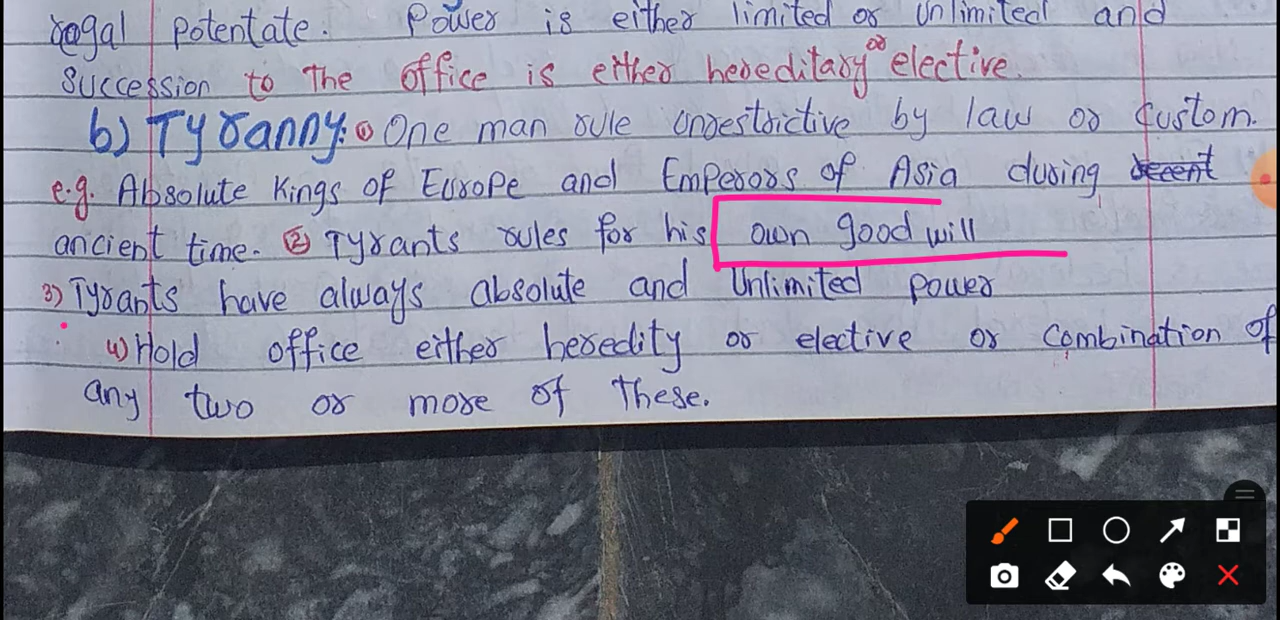 regal potentate. Power is either limited or unlimited and
Succession to the office is either hereditary or elective.
b) Tyranny: ① One man rule unrestrictive by law or custom.
e.g. Absolute Kings of Europe and Emperors of Asia during recent
ancient time. ② Tyrants rules for his own good will
3) Tyrants have always absolute and Unlimited power
4) Hold office either heredity or elective or combination of
any two or more of these.